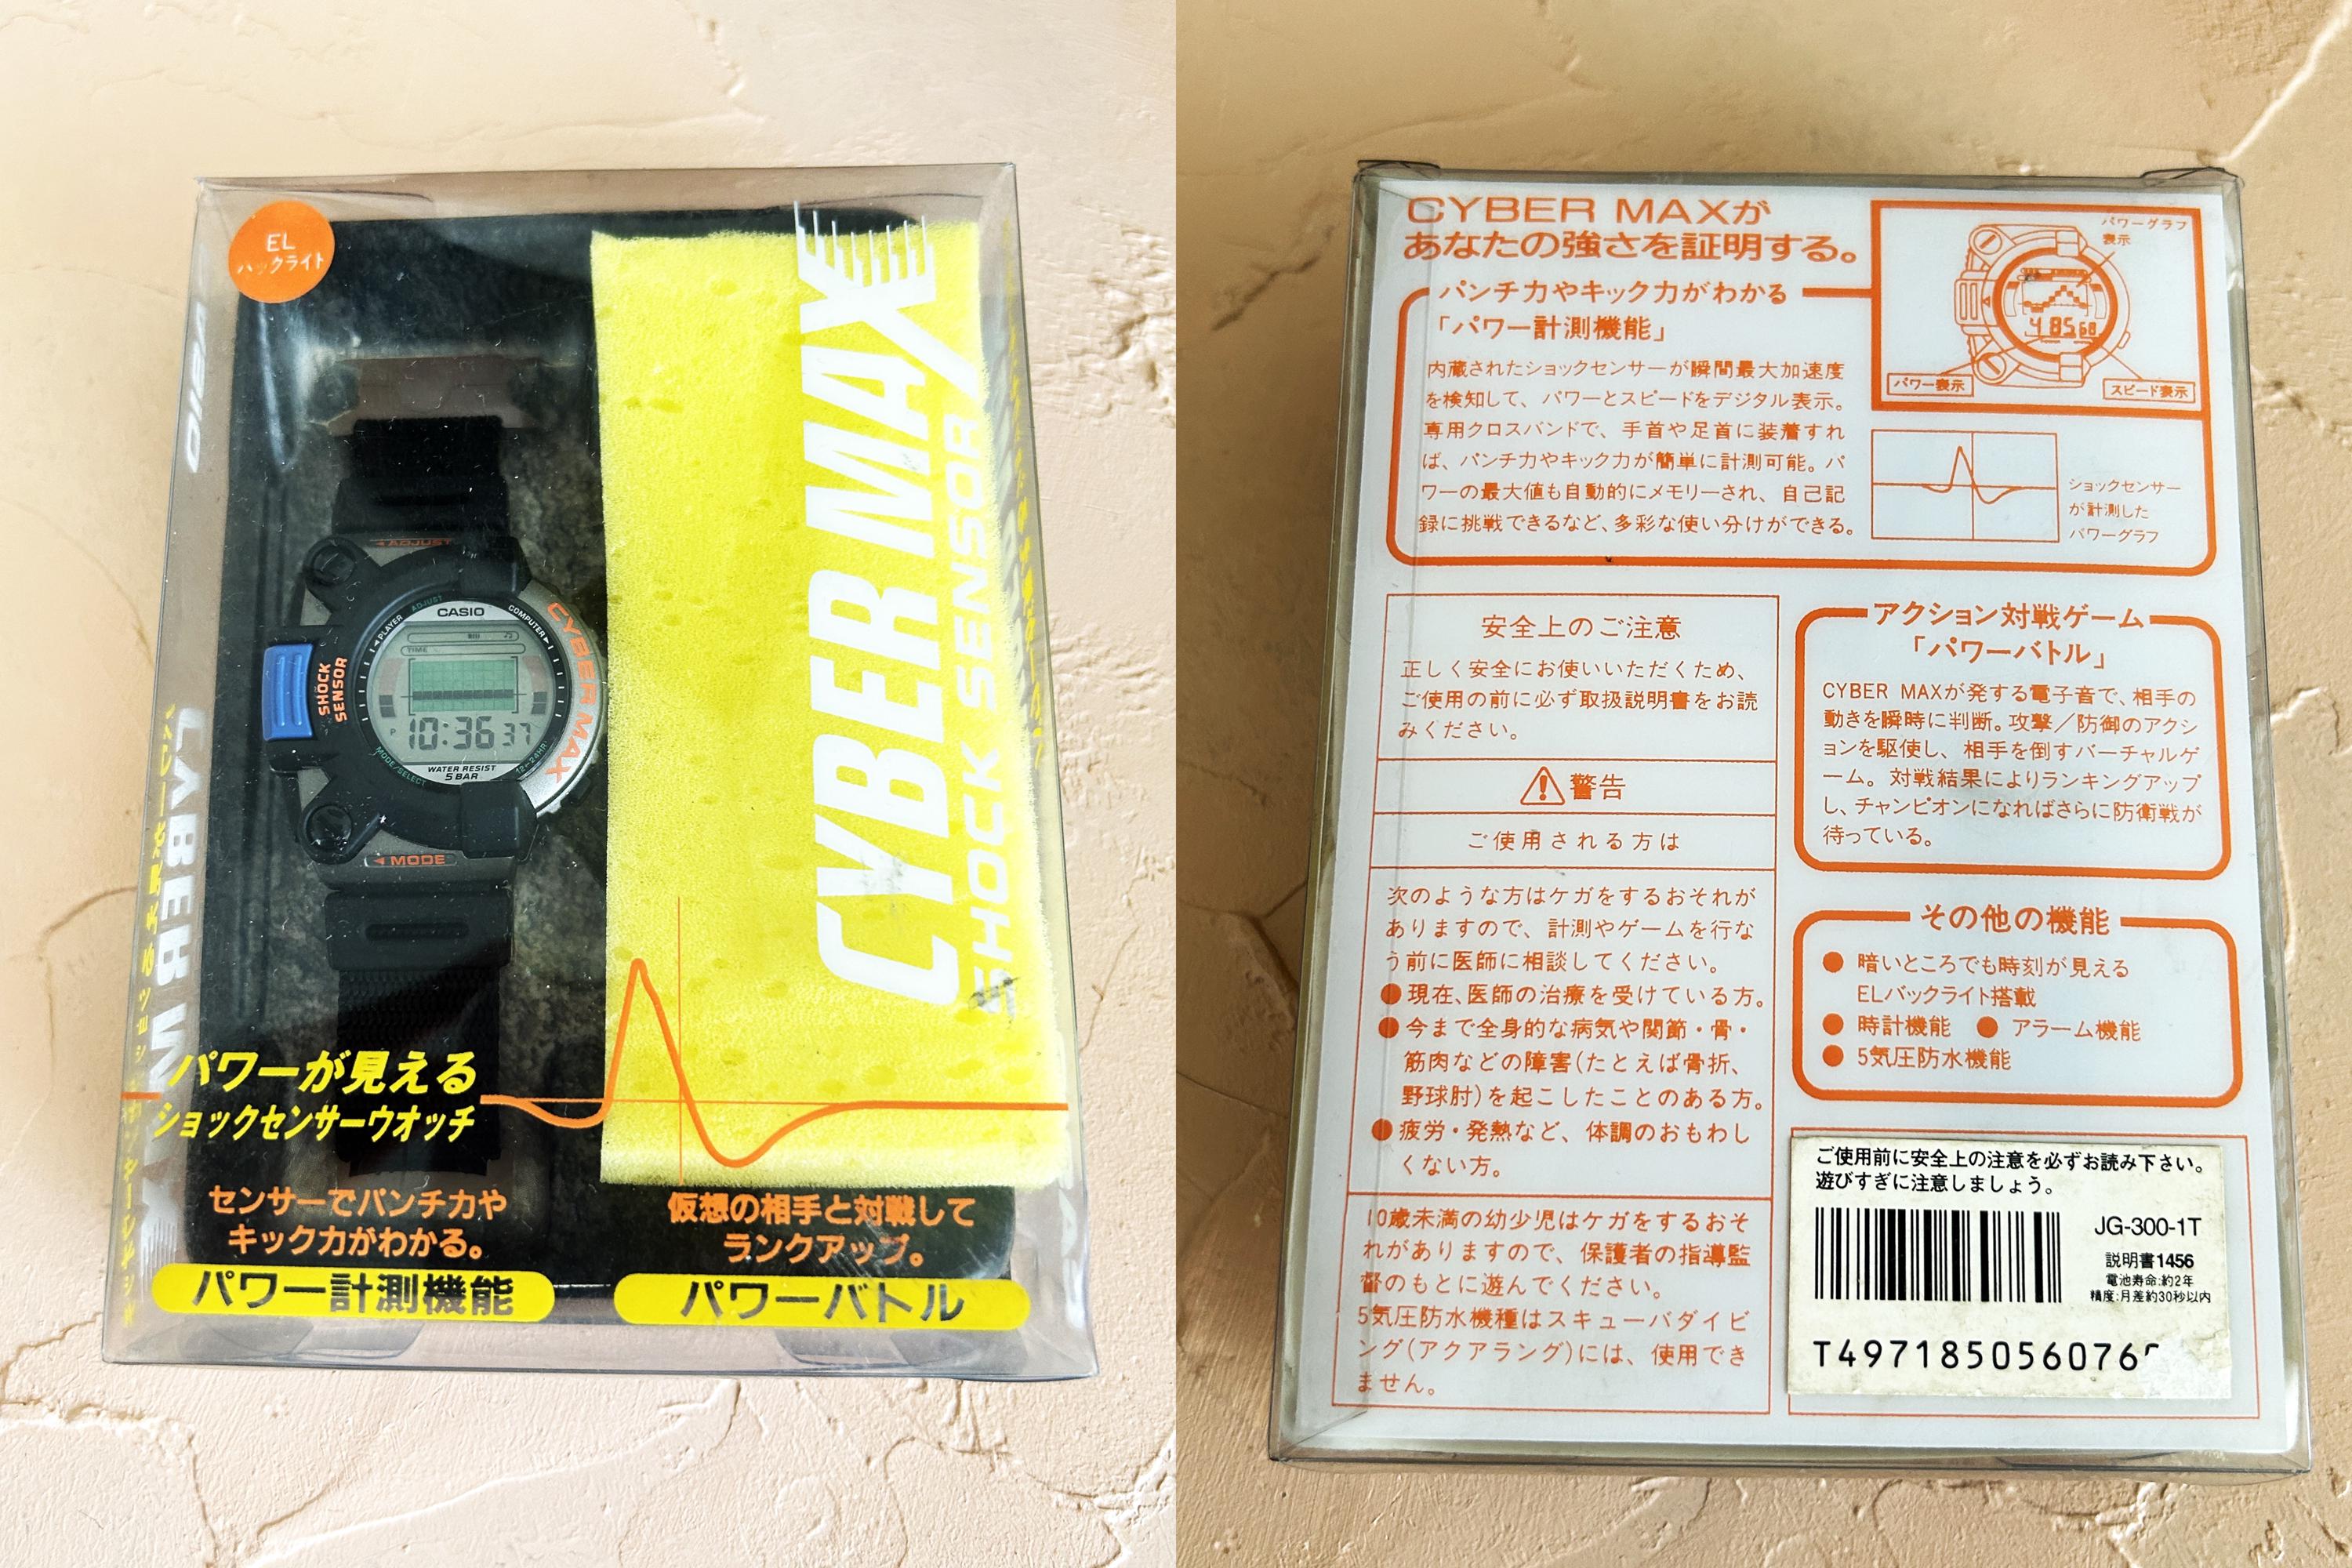 EL
バックライト
CYBER MAX
SHOCK SENSOR
ADJUST
ADJUST
CASIO
PLAYER
COMPUTER
TIME
SHOCK
SENSOR
CYBER MAX
P 10:36 37
MODE/SELECT
12-24HR
WATER RESIST
5 BAR
MODE
パワーが見える
ショックセンサーウオッチ
センサーでパンチ力や
キック力がわかる。
パワー計測機能
仮想の相手と対戦して
ランクアップ。
パワーバトル
CYBER MAXが
あなたの強さを証明する。
パンチ力やキック力がわかる
「パワー計測機能」
内蔵されたショックセンサーが瞬間最大加速度
を検知して、パワーとスピードをデジタル表示。
専用クロスバンドで、手首や足首に装着すれ
ば、パンチ力やキック力が簡単に計測可能。パ
ワーの最大値も自動的にメモリーされ、自己記
録に挑戦できるなど、多彩な使い分けができる。
パワーグラフ
表示
パワー表示
スピード表示
ショックセンサー
が計測した
パワーグラフ
安全上のご注意
正しく安全にお使いいただくため、
ご使用の前に必ず取扱説明書をお読
みください。
警告
ご使用される方は
次のような方はケガをするおそれが
ありますので、計測やゲームを行な
う前に医師に相談してください。
●現在、医師の治療を受けている方。
●今まで全身的な病気や関節・骨・
筋肉などの障害(たとえば骨折、
野球肘)を起こしたことのある方。
●疲労・発熱など、体調のおもわし
くない方。
10歳未満の幼少児はケガをするおそ
れがありますので、保護者の指導監
督のもとに遊んでください。
5気圧防水機種はスキューバダイビ
ング(アクアラング)には、使用でき
ません。
アクション対戦ゲーム
「パワーバトル」
CYBER MAXが発する電子音で、相手の
動きを瞬時に判断。攻撃／防御のアクシ
ョンを駆使し、相手を倒すバーチャルゲ
ーム。対戦結果によりランキングアップ
し、チャンピオンになればさらに防衛戦が
待っている。
その他の機能
● 暗いところでも時刻が見える
ELバックライト搭載
● 時計機能 ● アラーム機能
● 5気圧防水機能
ご使用前に安全上の注意を必ずお読み下さい。
遊びすぎに注意しましょう。
JG-300-1T
説明書1456
電池寿命:約2年
精度:月差約30秒以内
T497185056076